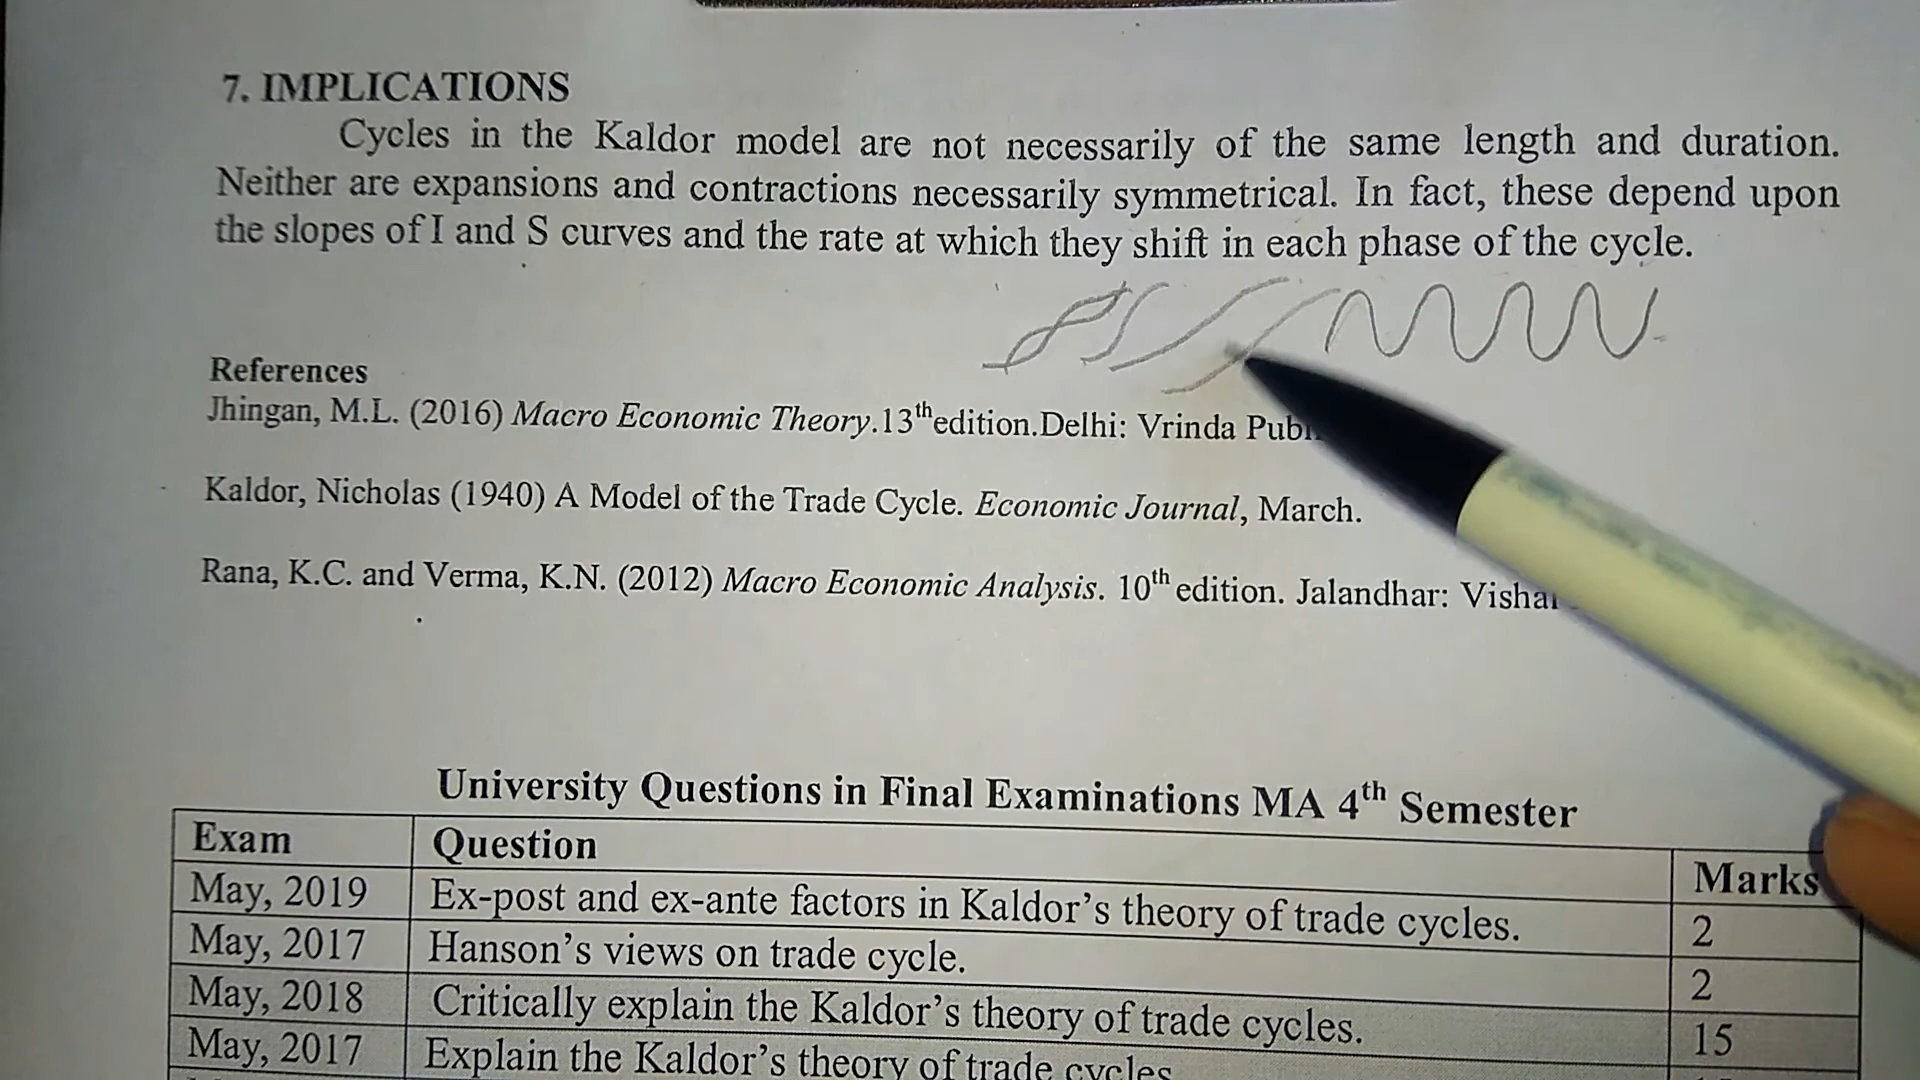 7. IMPLICATIONS
Cycles in the Kaldor model are not necessarily of the same length and duration.
Neither are expansions and contractions necessarily symmetrical. In fact, these depend upon
the slopes of I and S curves and the rate at which they shift in each phase of the cycle.
References
Jhingan, M.L. (2016) Macro Economic Theory.13th edition.Delhi: Vrinda
Kaldor, Nicholas (1940) A Model of the Trade Cycle. Economic Journal, March.
Rana, K.C. and Verma, K.N. (2012) Macro Economic Analysis. 10th edition. Jalandhar:
University Questions in Final Examinations MA 4th Semester
Exam Question Marks
May, 2019 Ex-post and ex-ante factors in Kaldor's theory of trade cycles. 2
May, 2017 Hanson's views on trade cycle. 2
May, 2018 Critically explain the Kaldor's theory of trade cycles. 15
May, 2017 Explain the Kaldor's theory of trade cycles